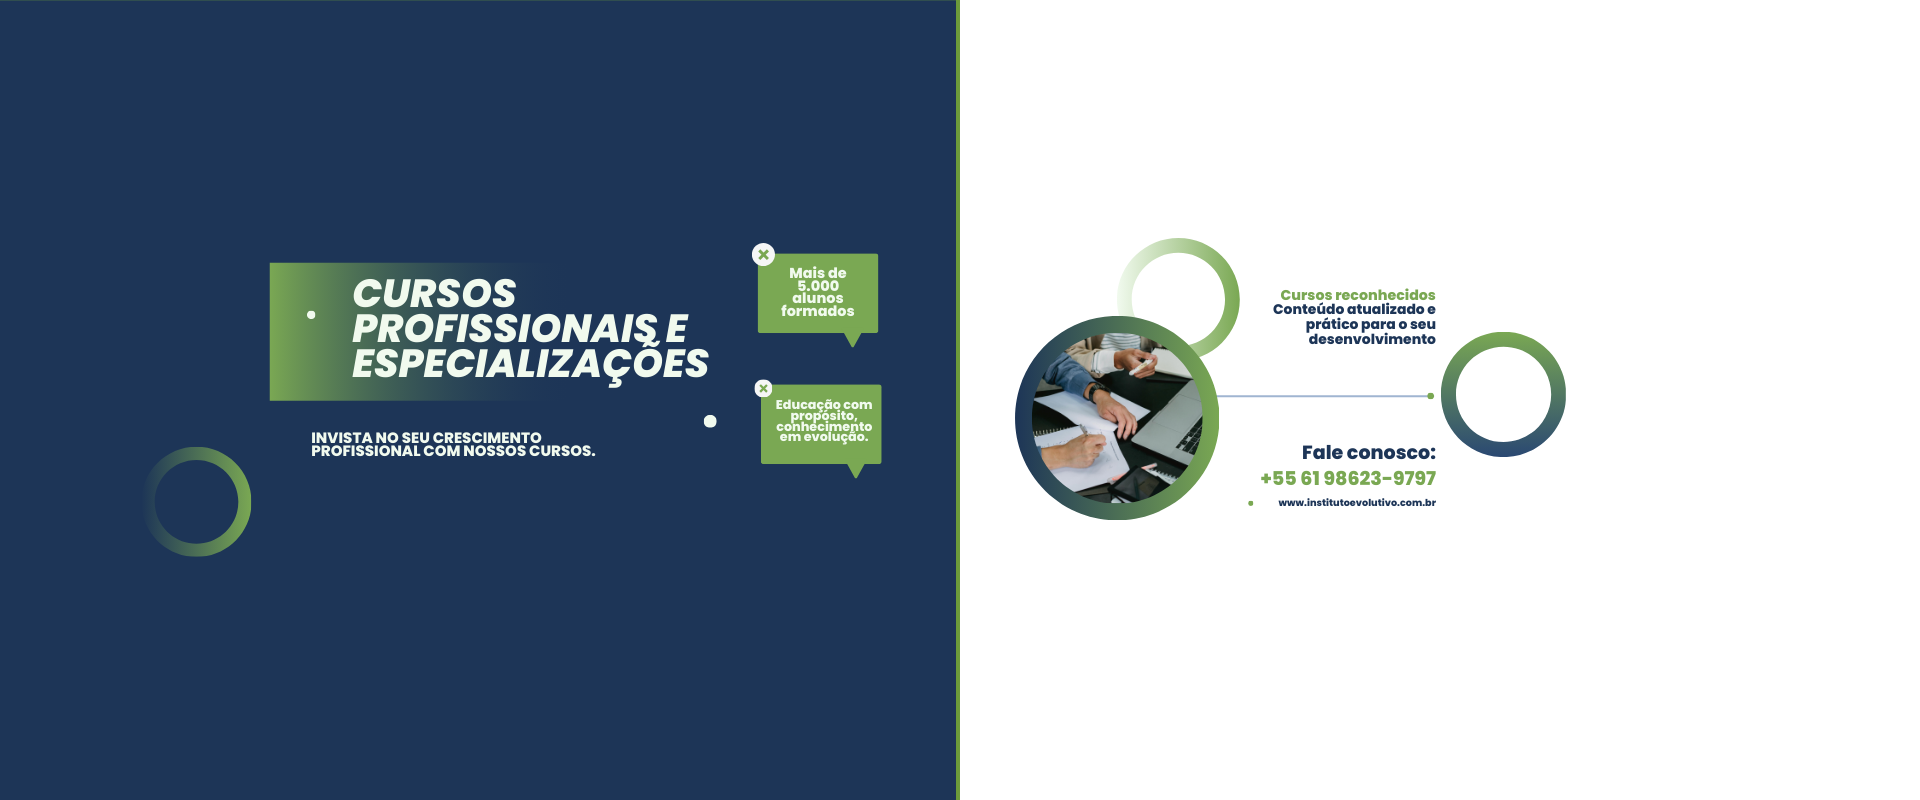 CURSOS
PROFISSIONAIS E
ESPECIALIZAÇÕES
INVISTA NO SEU CRESCIMENTO
PROFISSIONAL COM NOSSOS CURSOS.
Mais de
5.000
alunos
formados
Educação com
propósito,
conhecimento
em evolução.
Cursos reconhecidos
Conteúdo atualizado e
prático para o seu
desenvolvimento
Fale conosco:
+55 61 98623-9797
www.institutoevolutivo.com.br